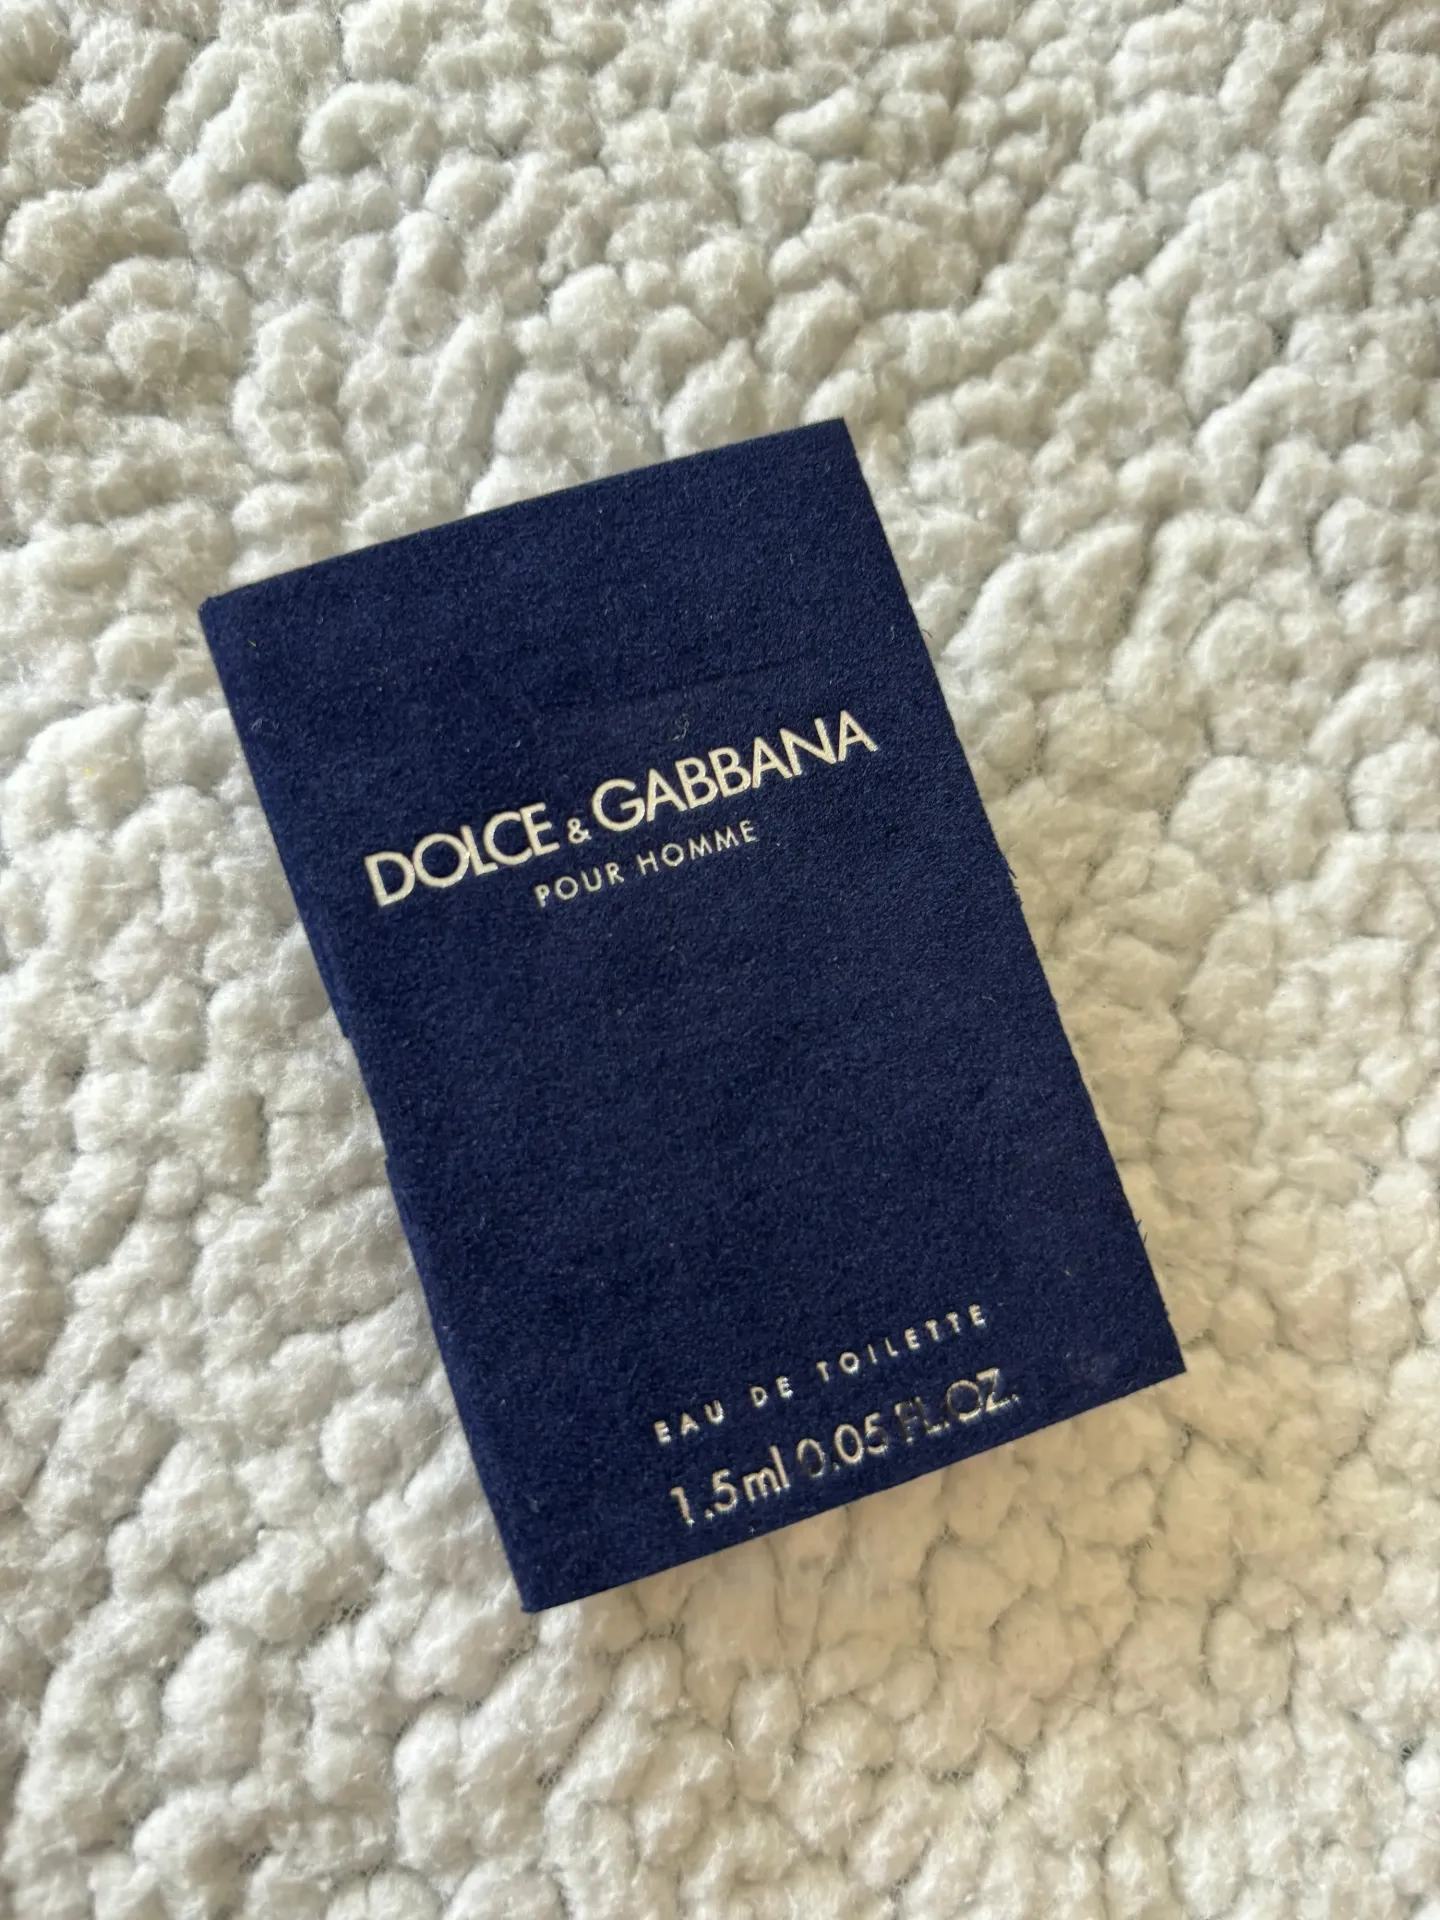 DOLCE & GABBANA
POUR HOMME
EAU DE TOILETTE
1.5ml 0.05 FL.OZ.